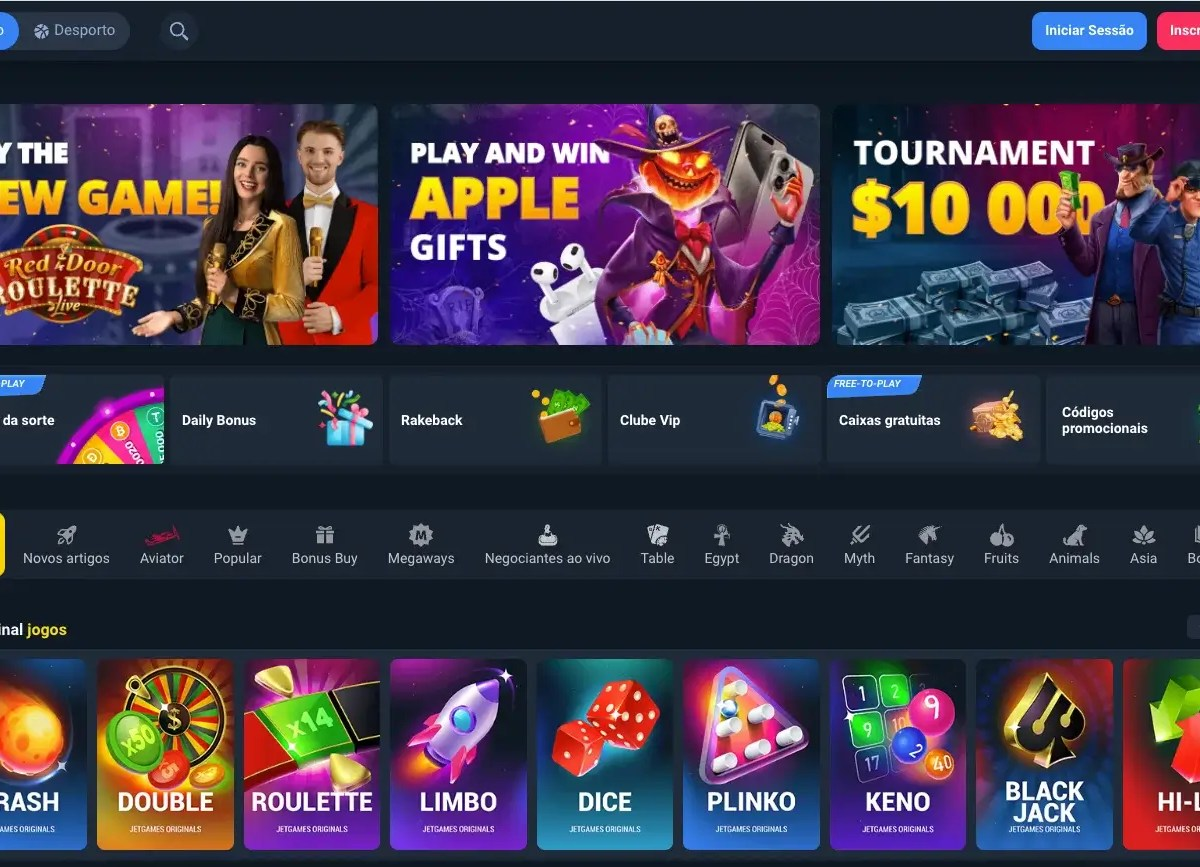 Desporto
Iniciar Sessão
Y THE
EW GAME!
Red Door
ROULETTE
Live
PLAY AND WIN
APPLE
GIFTS
RIP
TOURNAMENT
$10 000
-PLAY
da sorte
Daily Bonus
Rakeback
Clube Vip
FREE-TO-PLAY
Caixas gratuitas
Códigos
promocionais
Novos artigos
Aviator
Popular
Bonus Buy
Megaways
Negociantes ao vivo
Table
Egypt
Dragon
Myth
Fantasy
Fruits
Animals
Asia
inal jogos
x50
$
x14
1
2
9
9
10
2
17
40
RASH
DOUBLE
ROULETTE
LIMBO
DICE
PLINKO
KENO
BLACK
JACK
HI-L
AMES ORIGINALS
JETGAMES ORIGINALS
JETGAMES ORIGINALS
JETGAMES ORIGINALS
JETGAMES ORIGINALS
JETGAMES ORIGINALS
JETGAMES ORIGINALS
JETGAMES ORIGINALS
JETGAMES OR